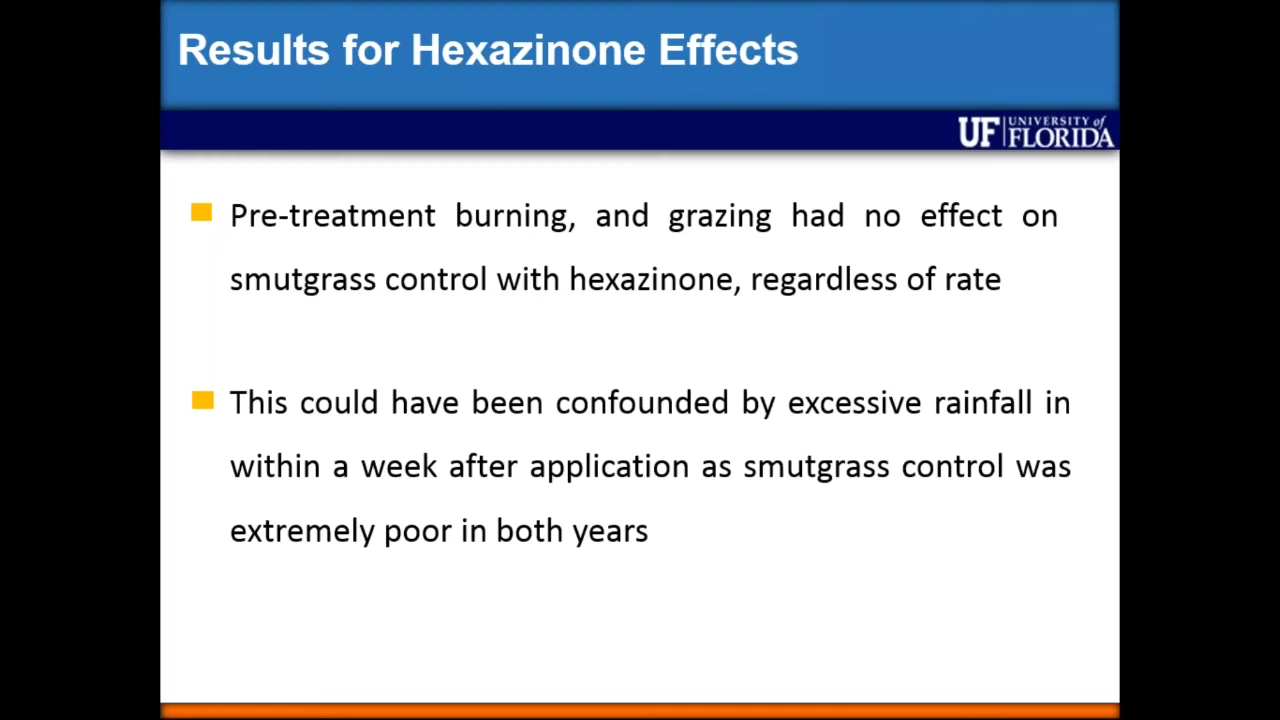 Results for Hexazinone Effects
UF UNIVERSITY of
FLORIDA
Pre-treatment burning, and grazing had no effect on
smutgrass control with hexazinone, regardless of rate
This could have been confounded by excessive rainfall in
within a week after application as smutgrass control was
extremely poor in both years